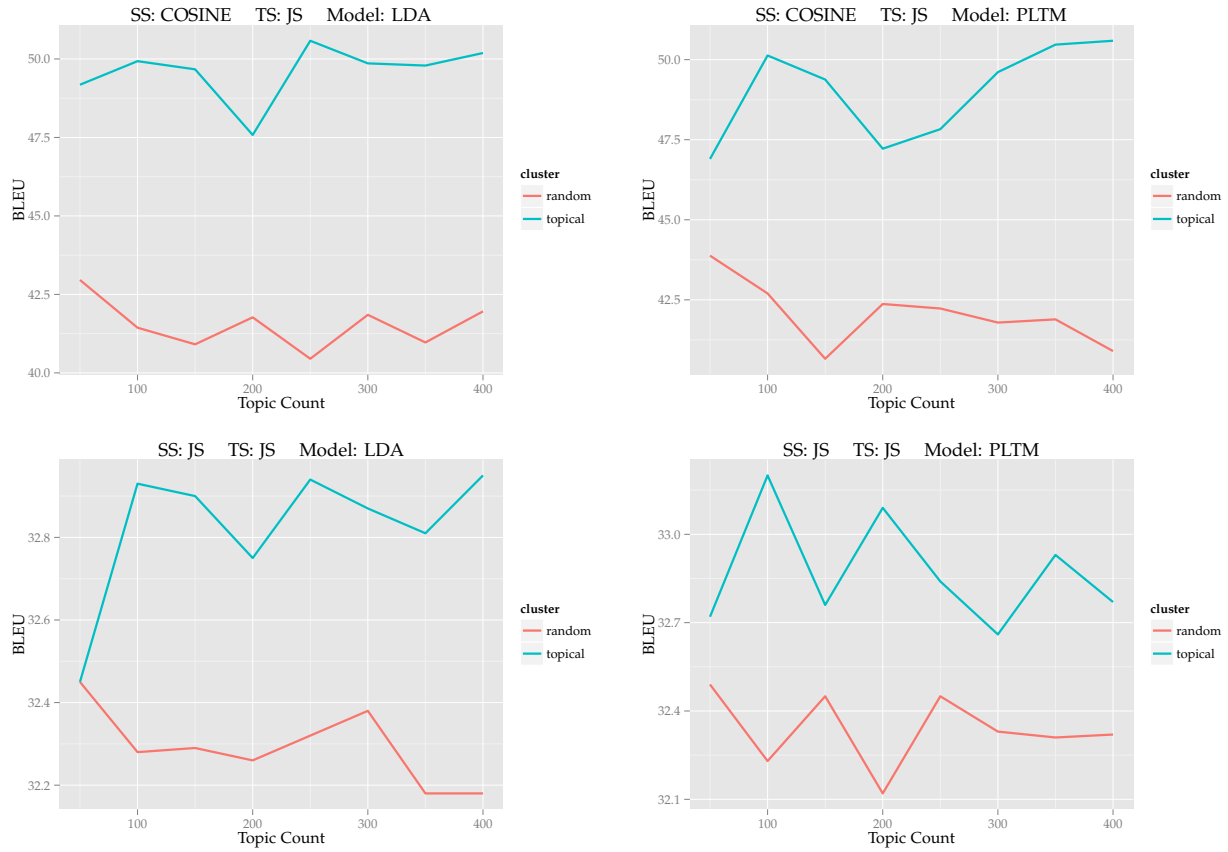 SS: COSINE TS: JS Model: LDA
50.0
47.5
45.0
42.5
40.0
BLEU
100
200
300
400
Topic Count
cluster
random
topical
SS: COSINE TS: JS Model: PLTM
50.0
47.5
45.0
42.5
BLEU
100
200
300
400
Topic Count
cluster
random
topical
SS: JS TS: JS Model: LDA
32.8
32.6
32.4
32.2
BLEU
100
200
300
400
Topic Count
cluster
random
topical
SS: JS TS: JS Model: PLTM
33.0
32.7
32.4
32.1
BLEU
100
200
300
400
Topic Count
cluster
random
topical